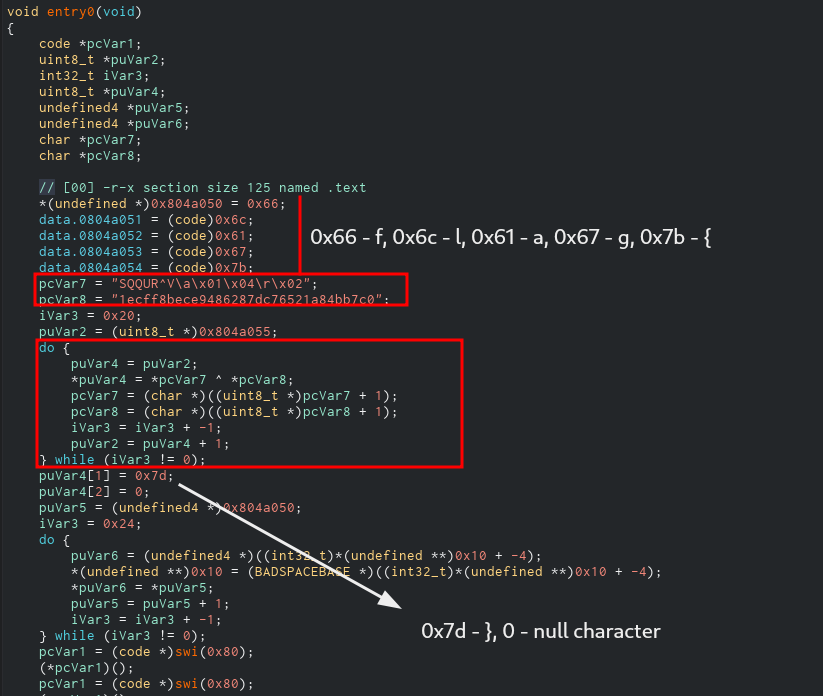 void entry0(void)
{
code *pcVar1;
uint8_t *puVar2;
int32_t iVar3;
uint8_t *puVar4;
undefined4 *puVar5;
undefined4 *puVar6;
char *pcVar7;
char *pcVar8;
// [00] -r-x section size 125 named .text
*(undefined *)0x804a050 = 0x66;
data.0804a051 = (code)0x6c;
data.0804a052 = (code)0x61;
data.0804a053 = (code)0x67;
data.0804a054 = (code)0x7b;
0x66 - f, 0x6c - l, 0x61 - a, 0x67 - g, 0x7b - {
pcVar7 = "SQQUR^V\a\x01\x04\r\x02";
pcVar8 = "1ecff8bece9486287dc76521a84bb7c0";
iVar3 = 0x20;
puVar2 = (uint8_t *)0x804a055;
do {
puVar4 = puVar2;
*puVar4 = *pcVar7 ^ *pcVar8;
pcVar7 = (char *)((uint8_t *)pcVar7 + 1);
pcVar8 = (char *)((uint8_t *)pcVar8 + 1);
iVar3 = iVar3 + -1;
puVar2 = puVar4 + 1;
} while (iVar3 != 0);
puVar4[1] = 0x7d;
puVar4[2] = 0;
puVar5 = (undefined4 *)0x804a050;
iVar3 = 0x24;
do {
puVar6 = (undefined4 *)((int32_t)*(undefined **)0x10 + -4);
*(undefined **)0x10 = (BADSPACEBASE *)((int32_t)*(undefined **)0x10 + -4);
*puVar6 = *puVar5;
puVar5 = puVar5 + 1;
iVar3 = iVar3 + -1;
} while (iVar3 != 0);
0x7d - }, 0 - null character
pcVar1 = (code *)swi(0x80);
(*pcVar1)();
pcVar1 = (code *)swi(0x80);